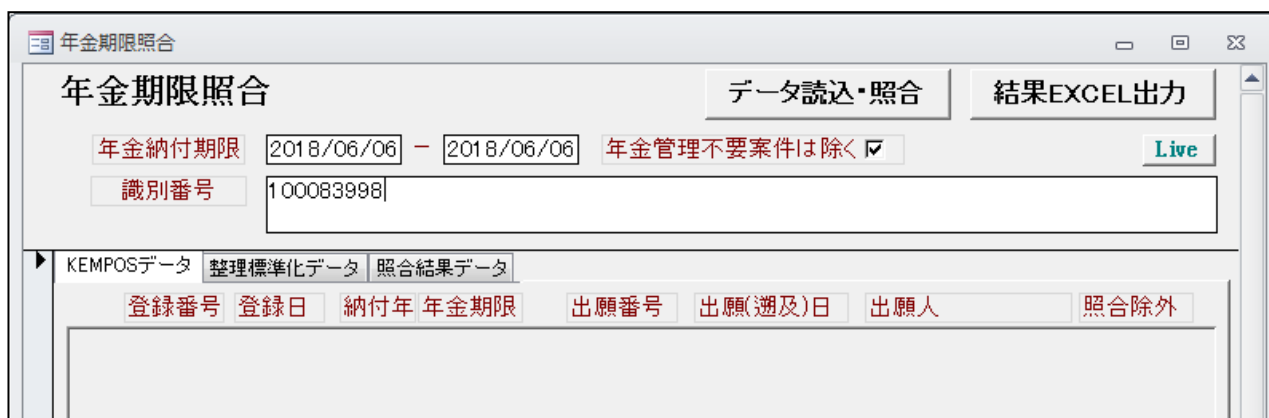 年金期限照合
年金期限照合 データ読込・照合 結果EXCEL出力
年金納付期限 2018/06/06 － 2018/06/06 年金管理不要案件は除く Live
識別番号 100083998
KEMPOSデータ 整理標準化データ 照合結果データ
登録番号 登録日 納付年 年金期限 出願番号 出願(遡及)日 出願人 照合除外